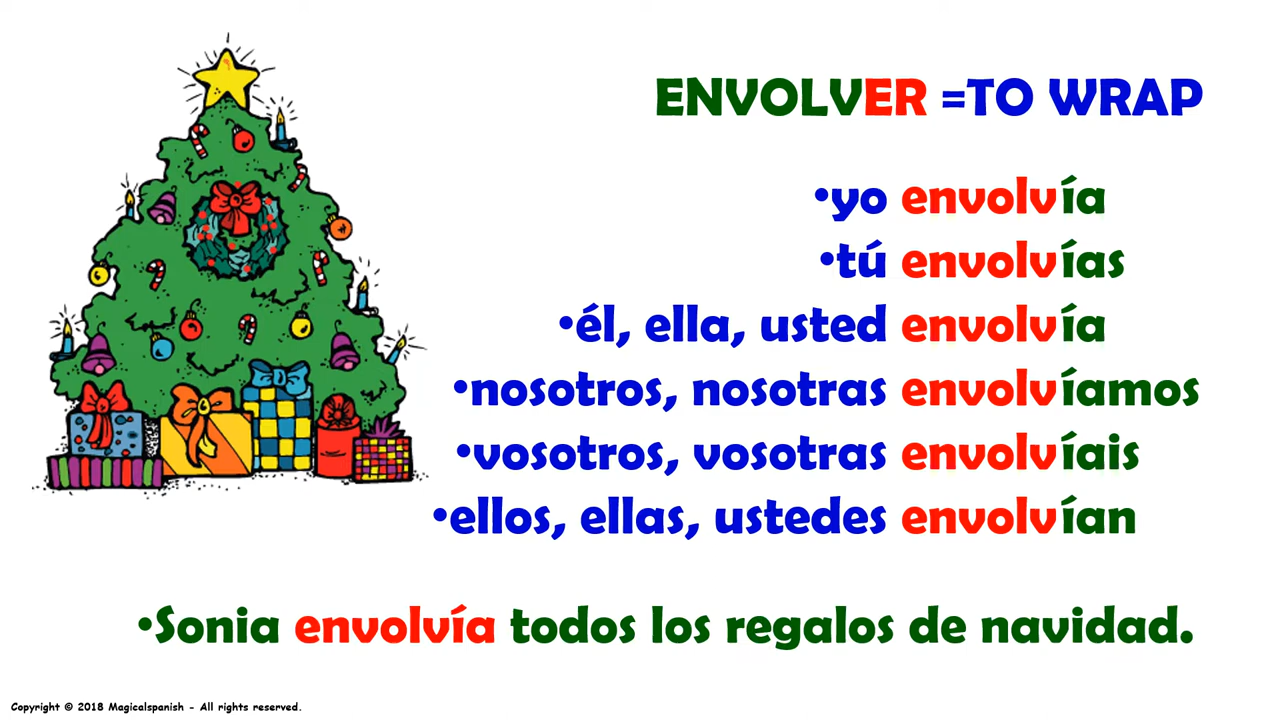 ENVOLVER =TO WRAP
•yo envolvía
•tú envolvías
•él, ella, usted envolvía
•nosotros, nosotras envolvíamos
•vosotros, vosotras envolvíais
•ellos, ellas, ustedes envolvían
•Sonia envolvía todos los regalos de navidad.
Copyright © 2018 Magicalspanish - All rights reserved.